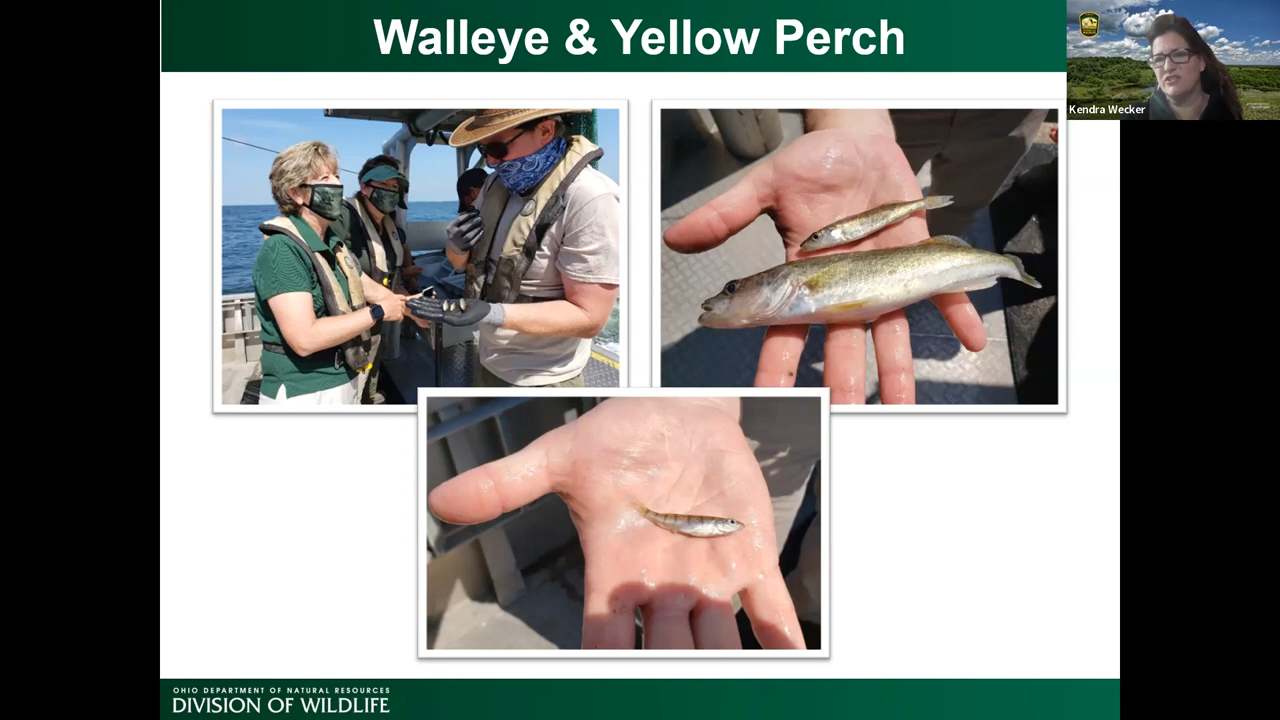 Walleye & Yellow Perch
Kendra Wecker
OHIO DEPARTMENT OF NATURAL RESOURCES
DIVISION OF WILDLIFE